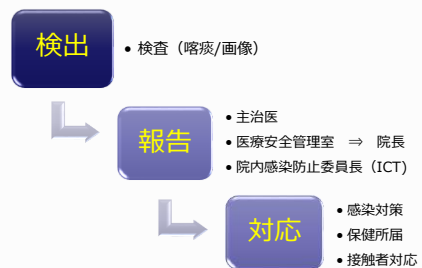 検出
• 検査（喀痰/画像）
報告
• 主治医
• 医療安全管理室　⇒　院長
• 院内感染防止委員長（ICT)
対応
• 感染対策
• 保健所届
• 接触者対応